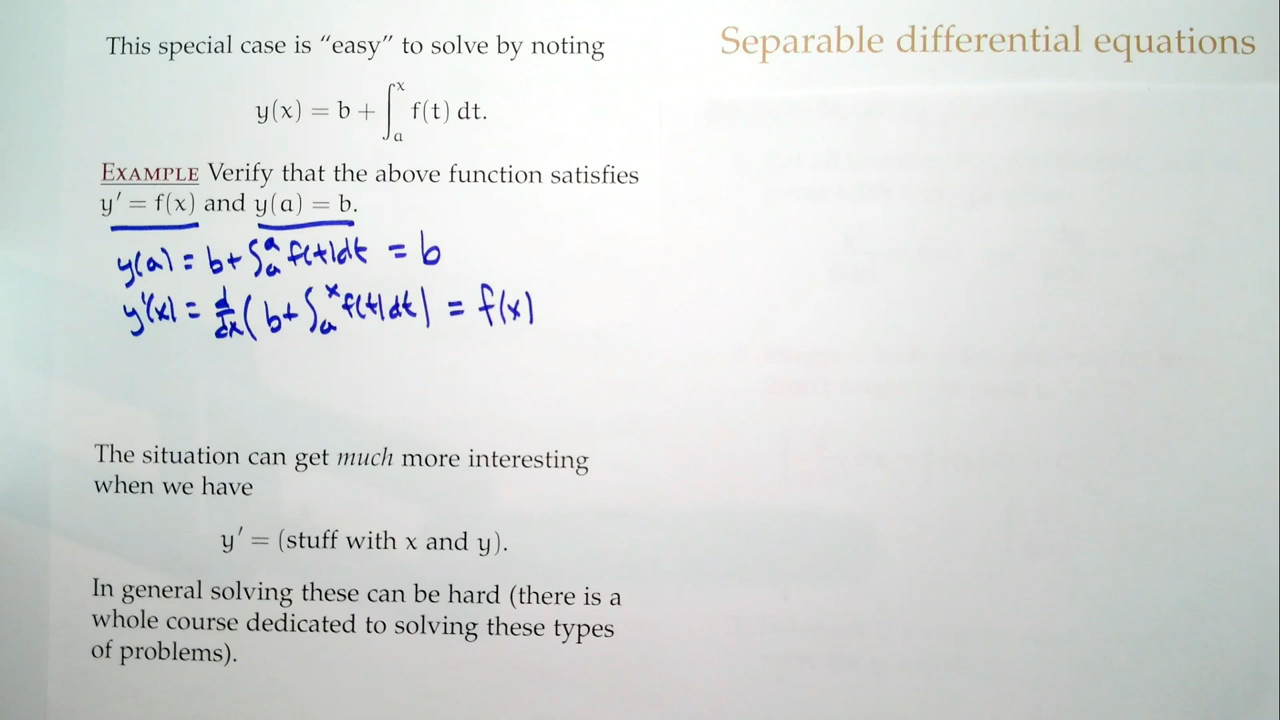 This special case is “easy” to solve by noting
y(x) = b + ∫ₐˣ f(t) dt.
EXAMPLE Verify that the above function satisfies
y′ = f(x) and y(a) = b.
y(a) = b + ∫ₐᵃ f(t)dt = b
y'(x) = d/dx (b + ∫ₐˣ f(t)dt) = f(x)
The situation can get much more interesting
when we have
y′ = (stuff with x and y).
In general solving these can be hard (there is a
whole course dedicated to solving these types
of problems).
Separable differential equations